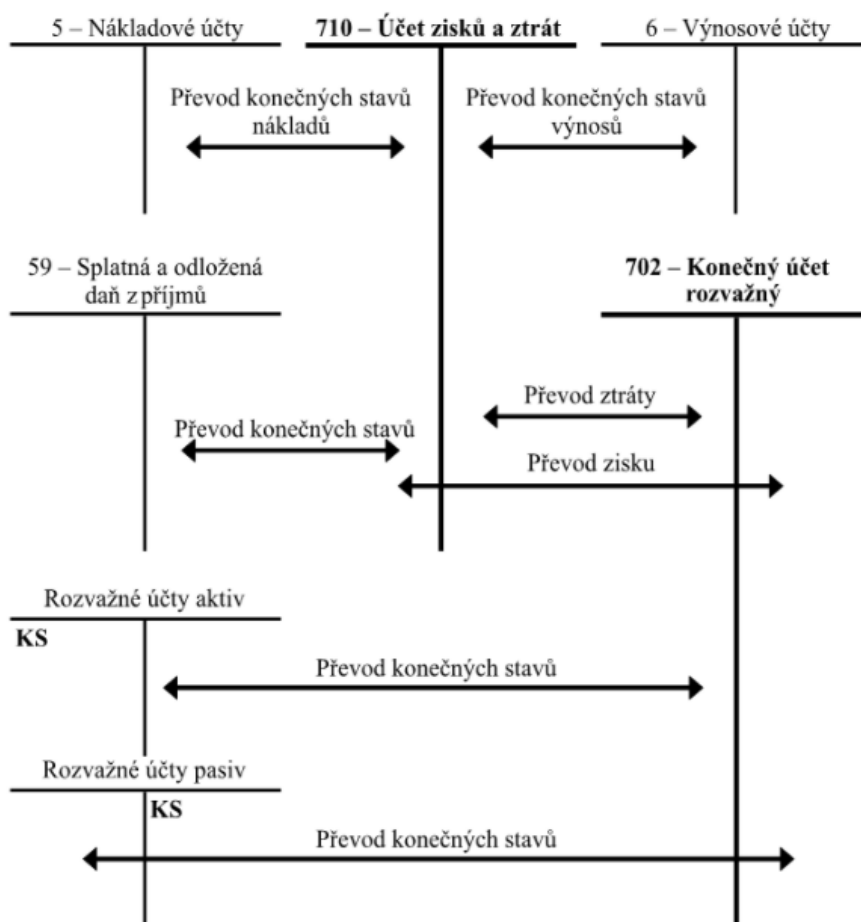 5 – Nákladové účty
710 – Účet zisků a ztrát
6 – Výnosové účty
Převod konečných stavů
nákladů
Převod konečných stavů
výnosů
59 – Splatná a odložená
daň z příjmů
702 – Konečný účet
rozvažný
Převod ztráty
Převod konečných stavů
Převod zisku
Rozvažné účty aktiv
KS
Převod konečných stavů
Rozvažné účty pasiv
KS
Převod konečných stavů